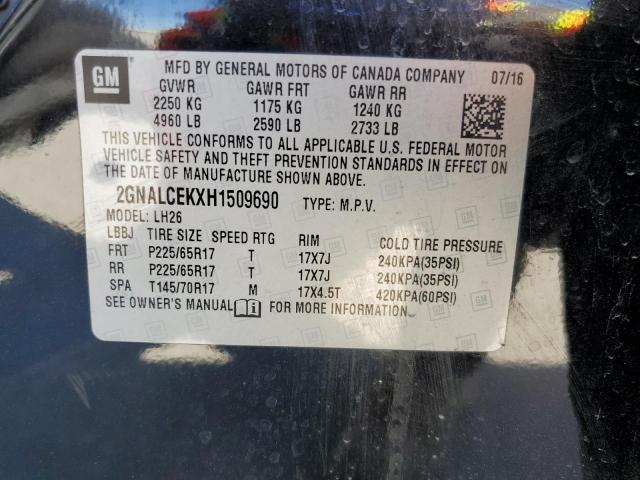 GM
MFD BY GENERAL MOTORS OF CANADA COMPANY 07/16
GVWR GAWR FRT GAWR RR
2250 KG 1175 KG 1240 KG
4960 LB 2590 LB 2733 LB
THIS VEHICLE CONFORMS TO ALL APPLICABLE U.S. FEDERAL MOTOR
VEHICLE SAFETY AND THEFT PREVENTION STANDARDS IN EFFECT ON
THE DATE OF MANUFACTURE SHOWN ABOVE.
2GNALCEKXH1509690 TYPE: M.P.V.
MODEL: LH26
LBBJ TIRE SIZE SPEED RTG RIM COLD TIRE PRESSURE
FRT P225/65R17 T 17X7J 240KPA(35PSI)
RR P225/65R17 T 17X7J 240KPA(35PSI)
SPA T145/70R17 M 17X4.5T 420KPA(60PSI)
SEE OWNER'S MANUAL FOR MORE INFORMATION